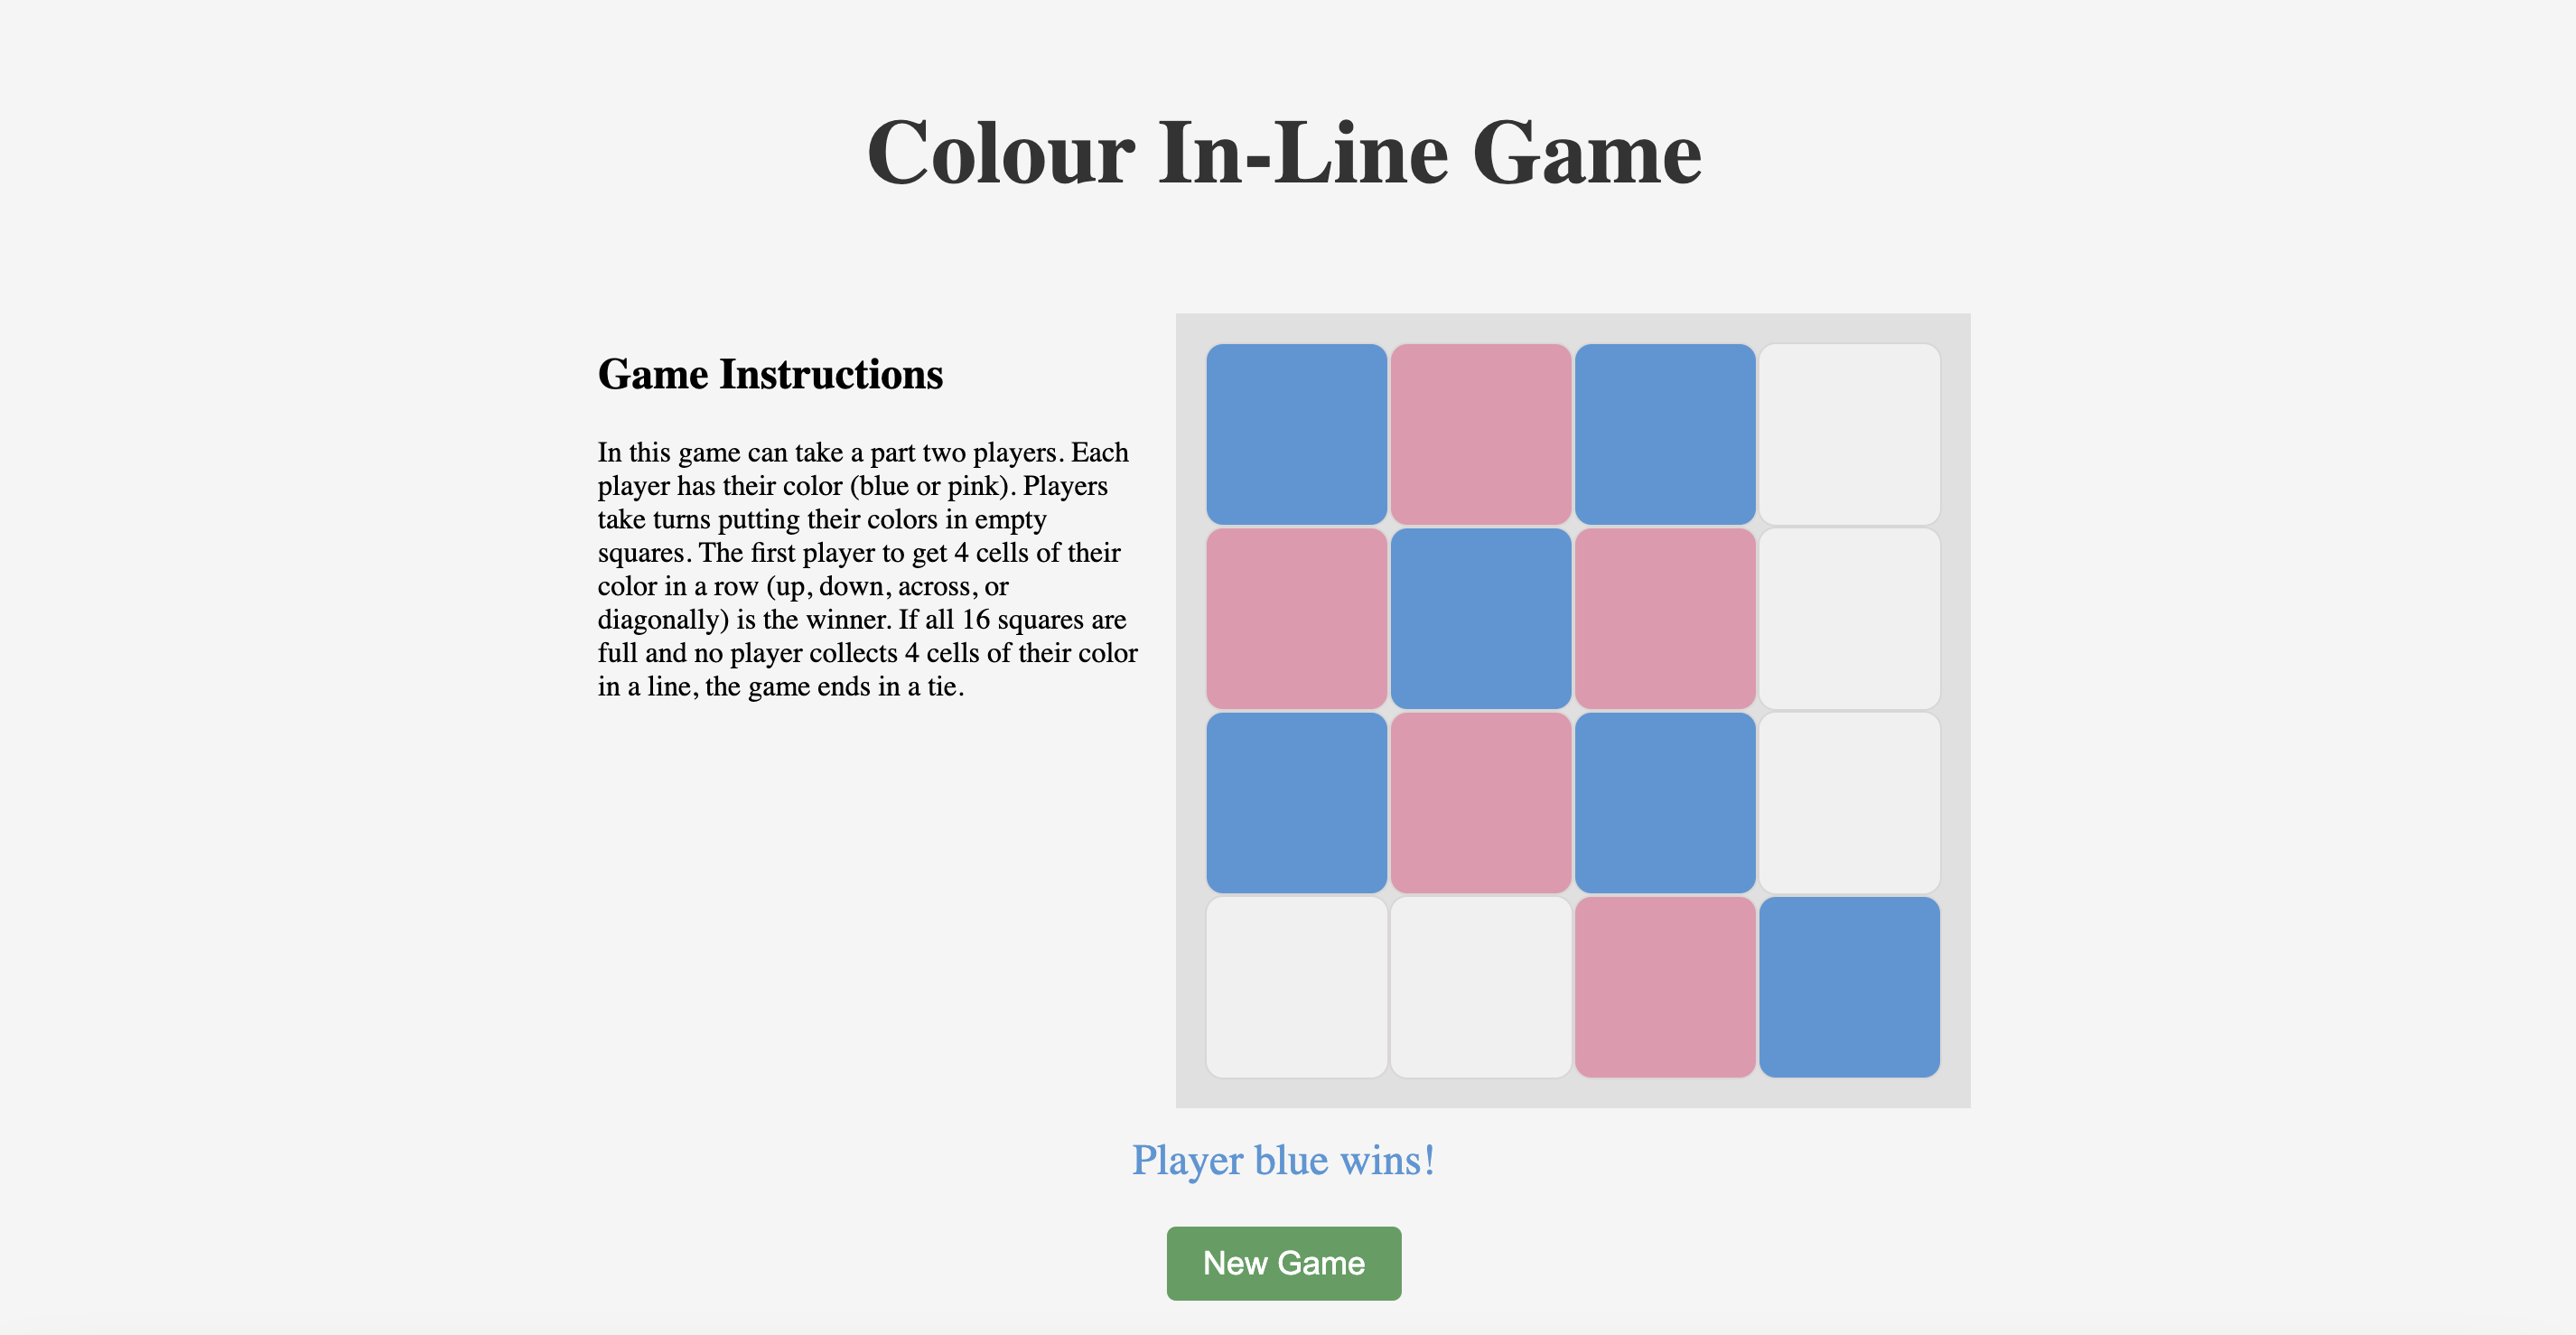 Colour In-Line Game
Game Instructions
In this game can take a part two players. Each
player has their color (blue or pink). Players
take turns putting their colors in empty
squares. The first player to get 4 cells of their
color in a row (up, down, across, or
diagonally) is the winner. If all 16 squares are
full and no player collects 4 cells of their color
in a line, the game ends in a tie.
Player blue wins!
New Game